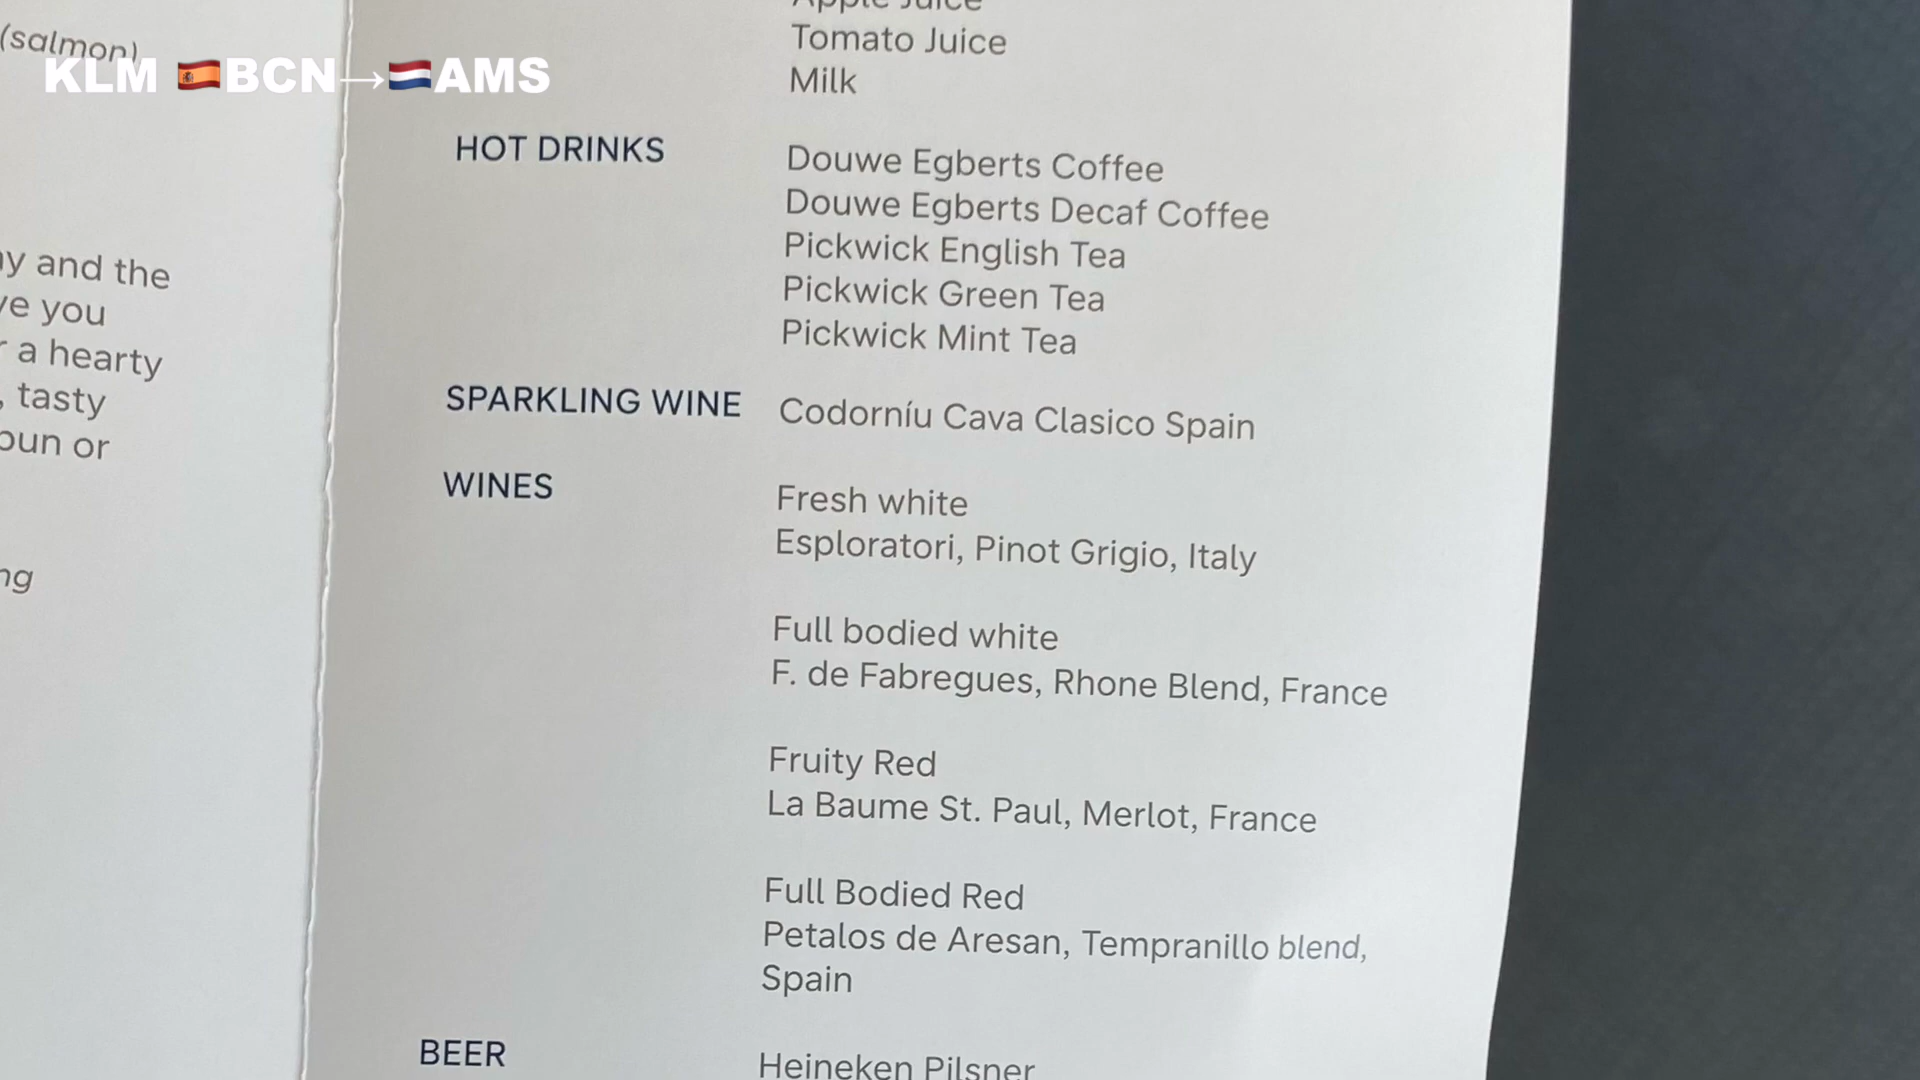 (salmon)
KLM 🇪🇸BCN→🇳🇱AMS
and the
you
a hearty
, tasty
or
Apple Juice
Tomato Juice
Milk
HOT DRINKS
Douwe Egberts Coffee
Douwe Egberts Decaf Coffee
Pickwick English Tea
Pickwick Green Tea
Pickwick Mint Tea
SPARKLING WINE
Codorníu Cava Clasico Spain
WINES
Fresh white
Esploratori, Pinot Grigio, Italy
Full bodied white
F. de Fabregues, Rhone Blend, France
Fruity Red
La Baume St. Paul, Merlot, France
Full Bodied Red
Petalos de Aresan, Tempranillo blend,
Spain
BEER
Heineken Pilsner